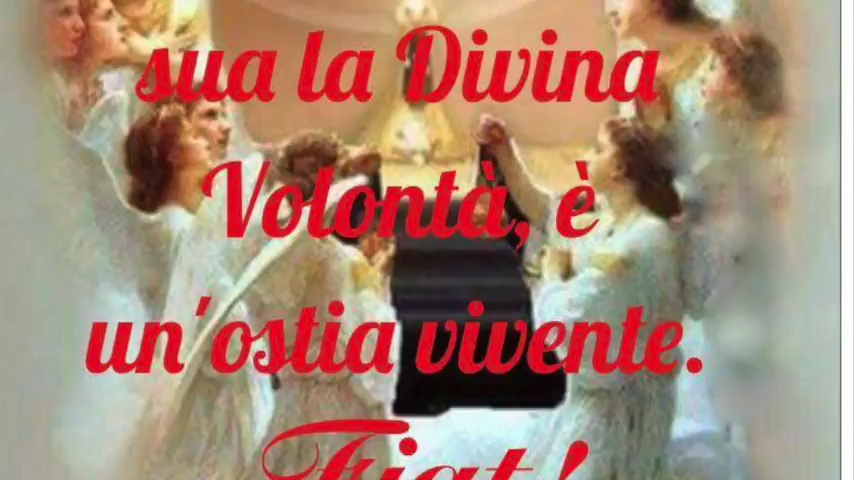 sua la Divina
Volontà, è
un'ostia vivente.
Fiat!